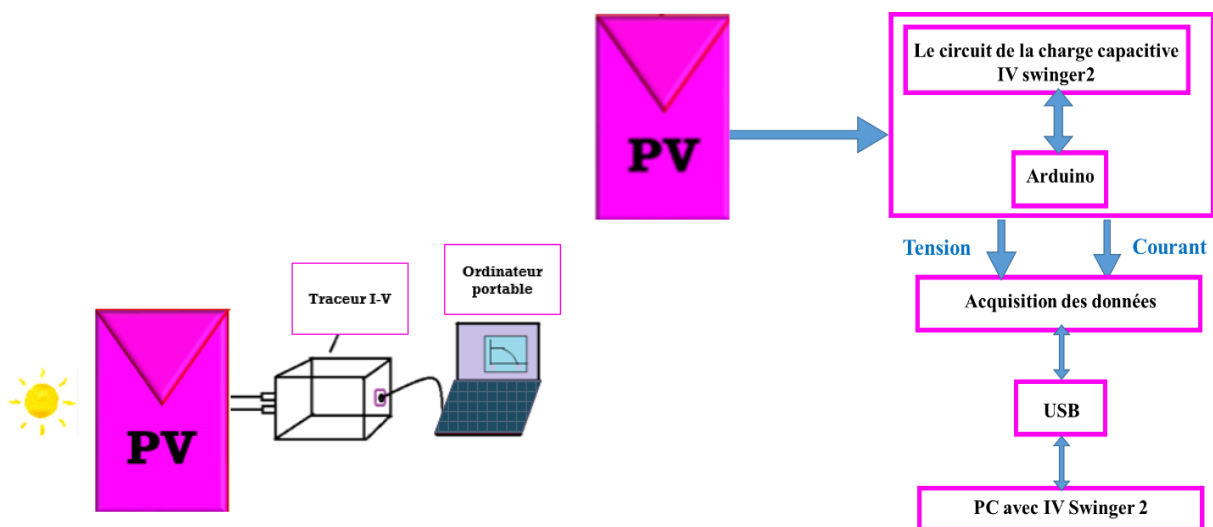 PV
Traceur I-V
Ordinateur
portable
PV
Le circuit de la charge capacitive
IV swinger2
Arduino
Tension
Courant
Acquisition des données
USB
PC avec IV Swinger 2